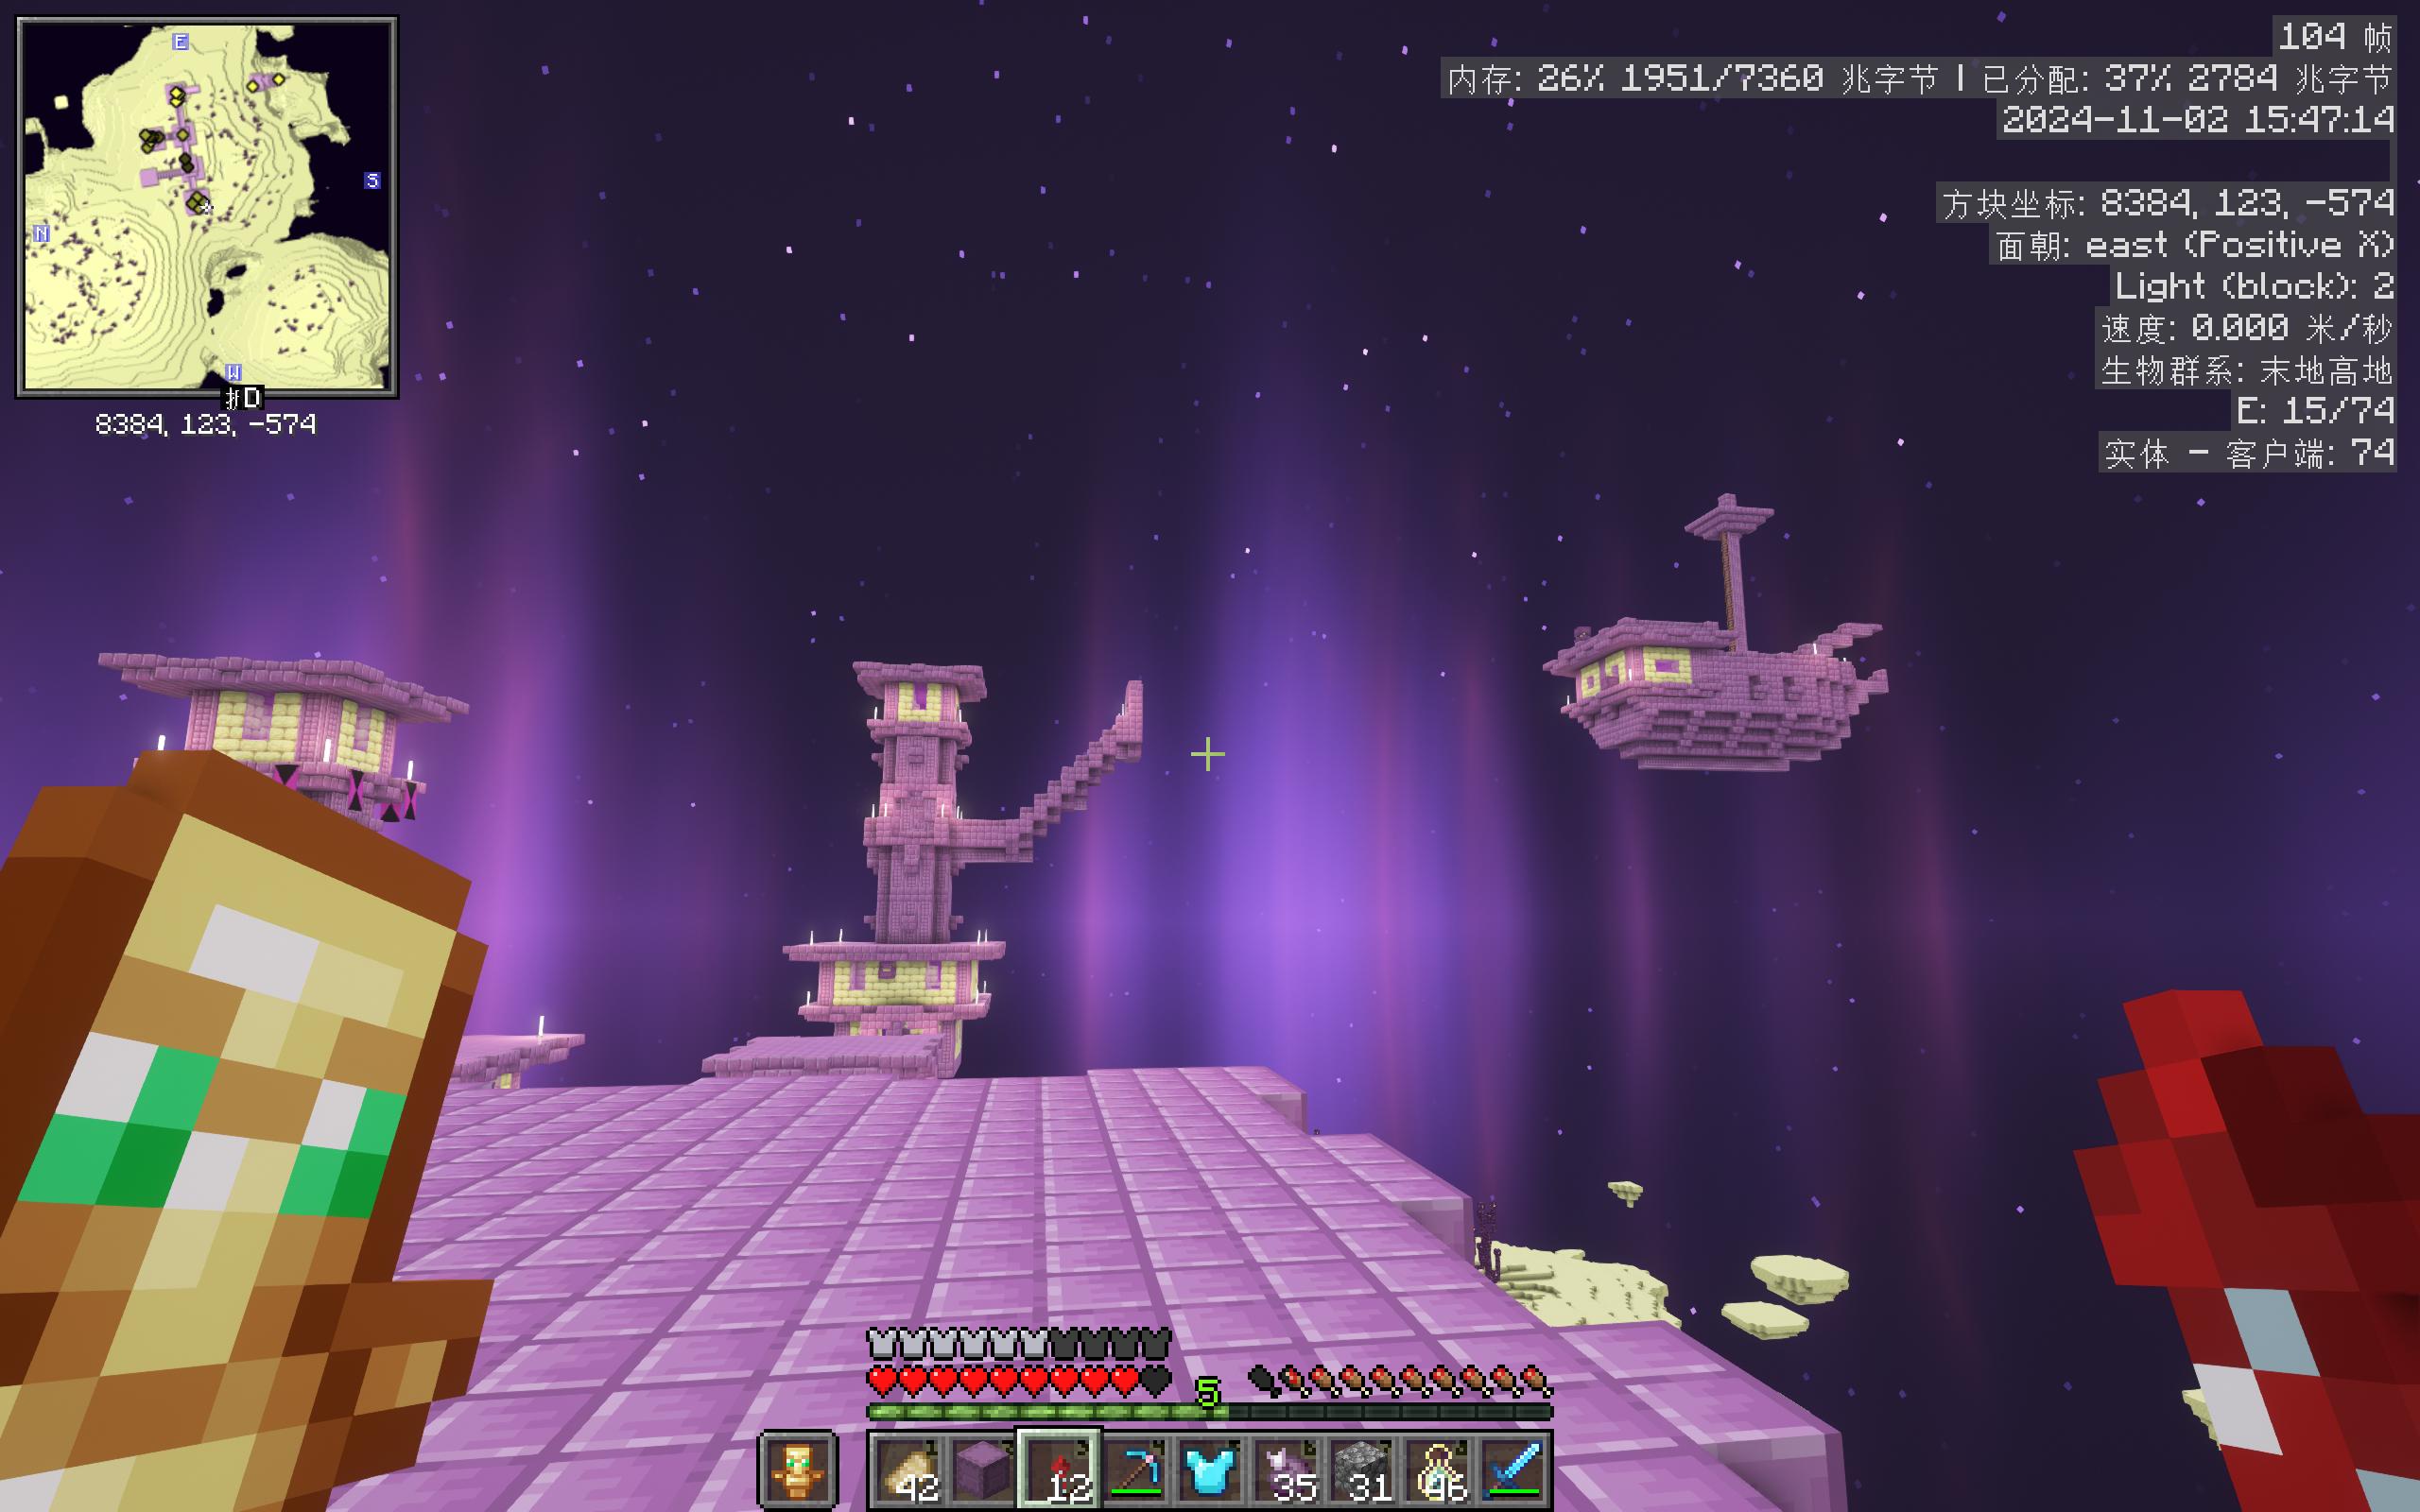 E
S
N
W
8384, 123, -574
104 帧
内存: 26% 1951/7360 兆字节 | 已分配: 37% 2784 兆字节
2024-11-02 15:47:14
方块坐标: 8384, 123, -574
面朝: east (Positive X)
Light (block): 2
速度: 0.000 米/秒
生物群系: 末地高地
E: 15/74
实体 - 客户端: 74
5
42 12 35 31 46